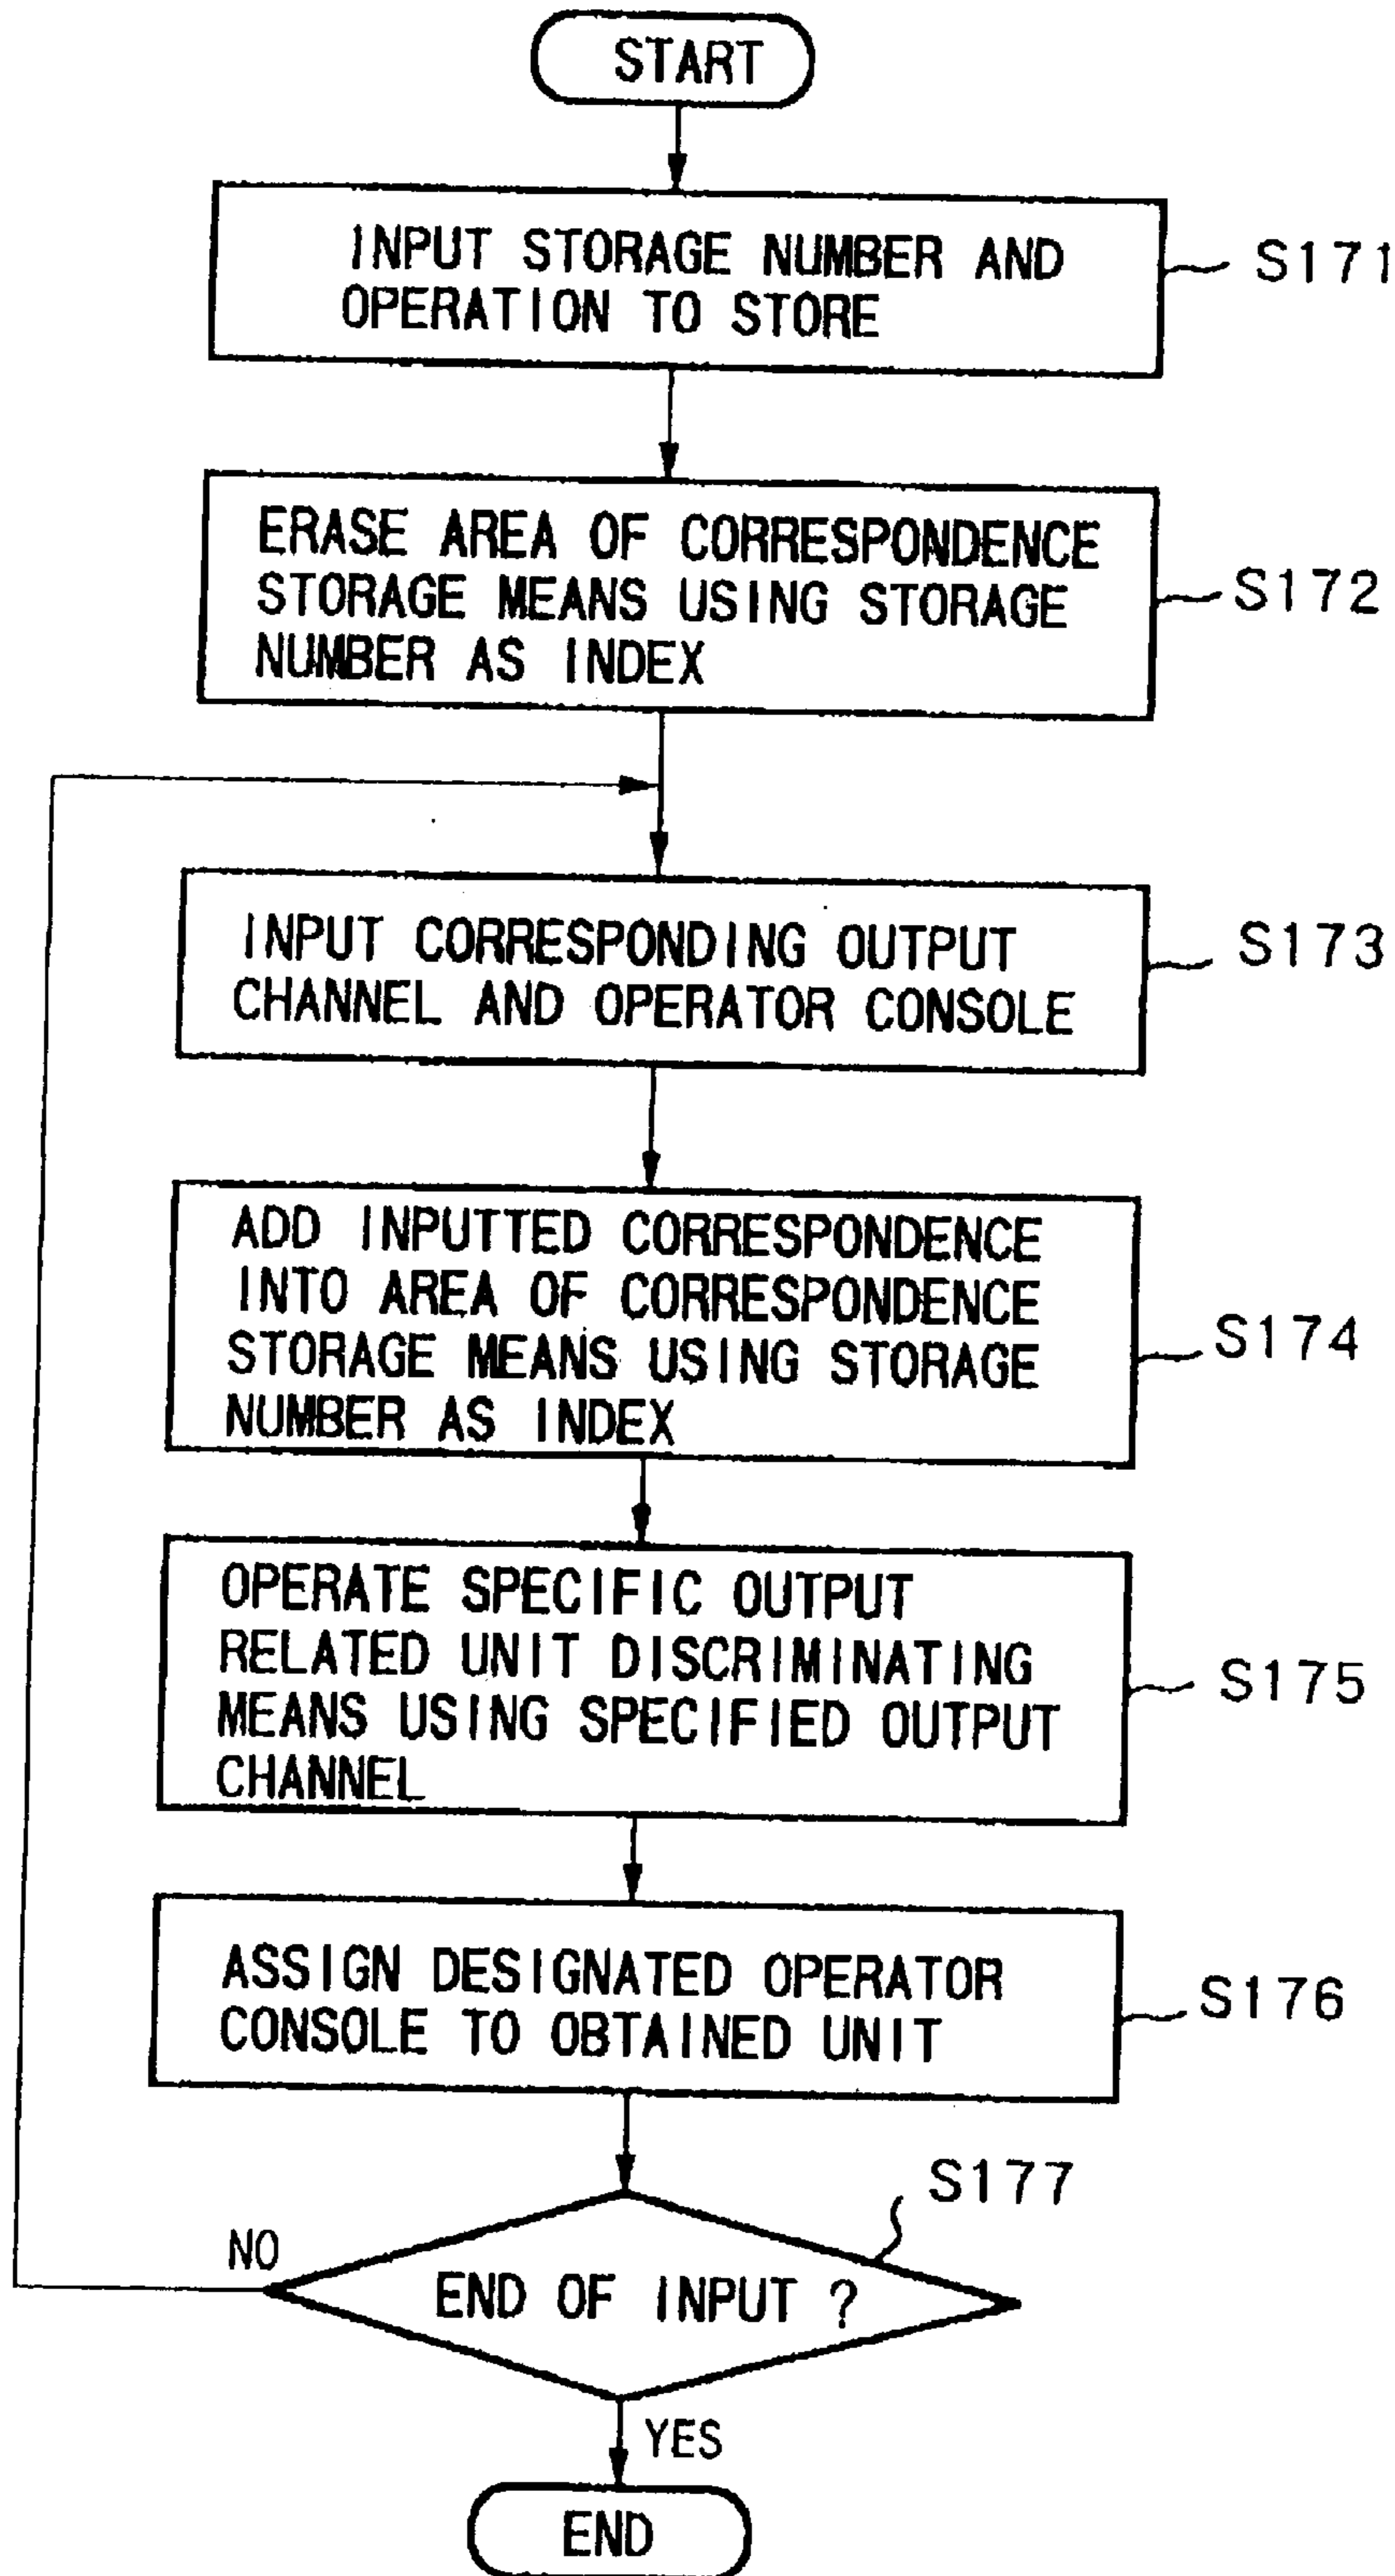 START
INPUT STORAGE NUMBER AND
OPERATION TO STORE
S171
ERASE AREA OF CORRESPONDENCE
STORAGE MEANS USING STORAGE
NUMBER AS INDEX
S172
INPUT CORRESPONDING OUTPUT
CHANNEL AND OPERATOR CONSOLE
S173
ADD INPUTTED CORRESPONDENCE
INTO AREA OF CORRESPONDENCE
STORAGE MEANS USING STORAGE
NUMBER AS INDEX
S174
OPERATE SPECIFIC OUTPUT
RELATED UNIT DISCRIMINATING
MEANS USING SPECIFIED OUTPUT
CHANNEL
S175
ASSIGN DESIGNATED OPERATOR
CONSOLE TO OBTAINED UNIT
S176
S177
NO
END OF INPUT ?
YES
END